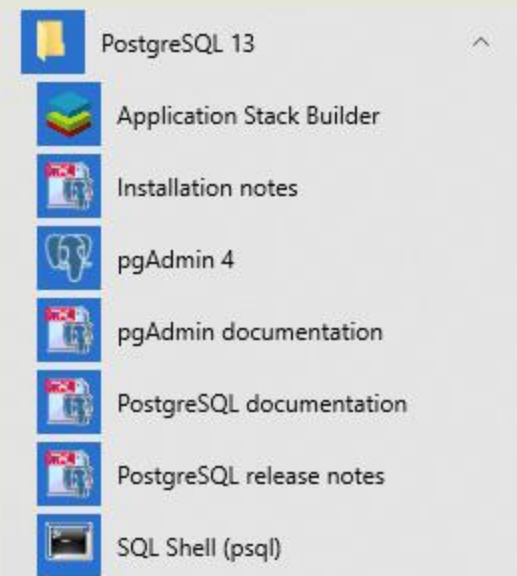 PostgreSQL 13
Application Stack Builder
Installation notes
pgAdmin 4
pgAdmin documentation
PostgreSQL documentation
PostgreSQL release notes
SQL Shell (psql)